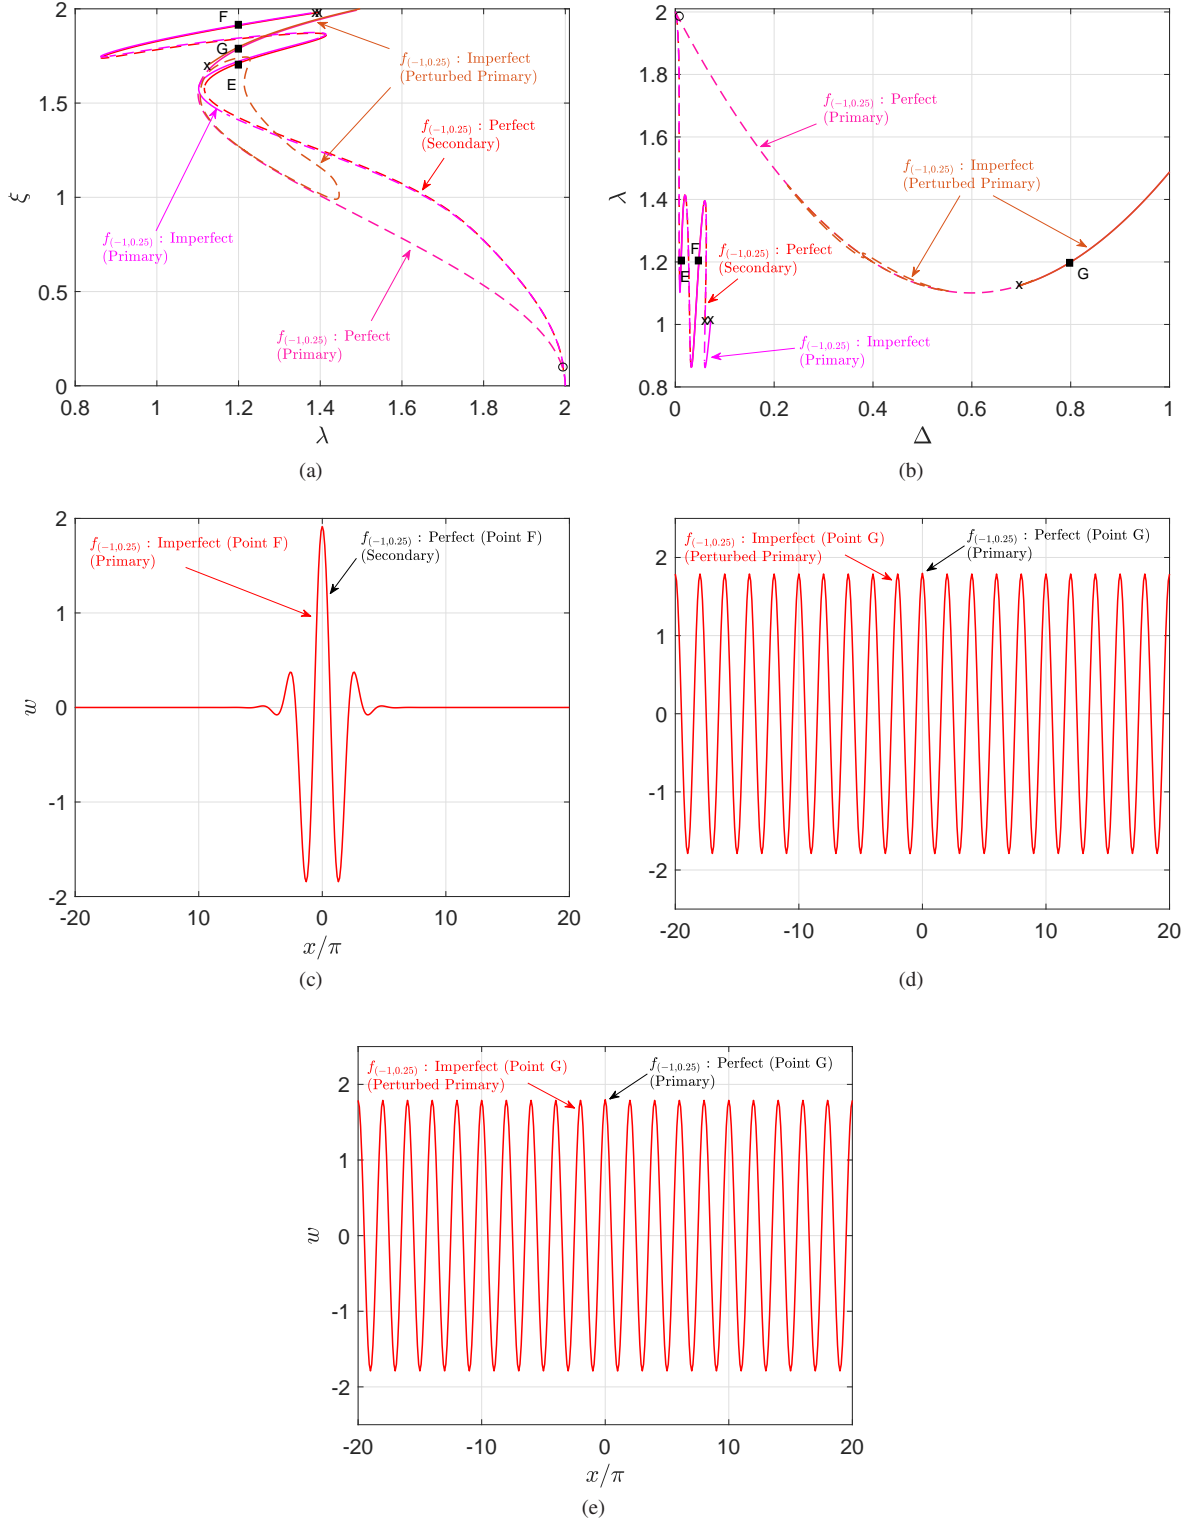 2
1.5
1
0.5
0
ξ
0.8
1
1.2
1.4
1.6
1.8
2
λ
F
x x
G
x
E
f(−1,0.25) : Imperfect
(Perturbed Primary)
f(−1,0.25) : Perfect
(Secondary)
f(−1,0.25) : Imperfect
(Primary)
f(−1,0.25) : Perfect
(Primary)
(a)
2
1.8
1.6
1.4
1.2
1
0.8
λ
0
0.2
0.4
0.6
0.8
1
Δ
f(−1,0.25) : Perfect
(Primary)
f(−1,0.25) : Imperfect
(Perturbed Primary)
F
f(−1,0.25) : Perfect
(Secondary)
E
x
G
x x
f(−1,0.25) : Imperfect
(Primary)
(b)
2
1
0
-1
-2
w
f(−1,0.25) : Imperfect (Point F)
(Primary)
f(−1,0.25) : Perfect (Point F)
(Secondary)
-20
10
0
10
20
x/π
(c)
2
1
0
-1
-2
f(−1,0.25) : Imperfect (Point G)
(Perturbed Primary)
f(−1,0.25) : Perfect (Point G)
(Primary)
-20
-10
0
10
20
(d)
2
1
0
-1
-2
w
f(−1,0.25) : Imperfect (Point G)
(Perturbed Primary)
f(−1,0.25) : Perfect (Point G)
(Primary)
-20
-10
0
10
20
x/π
(e)